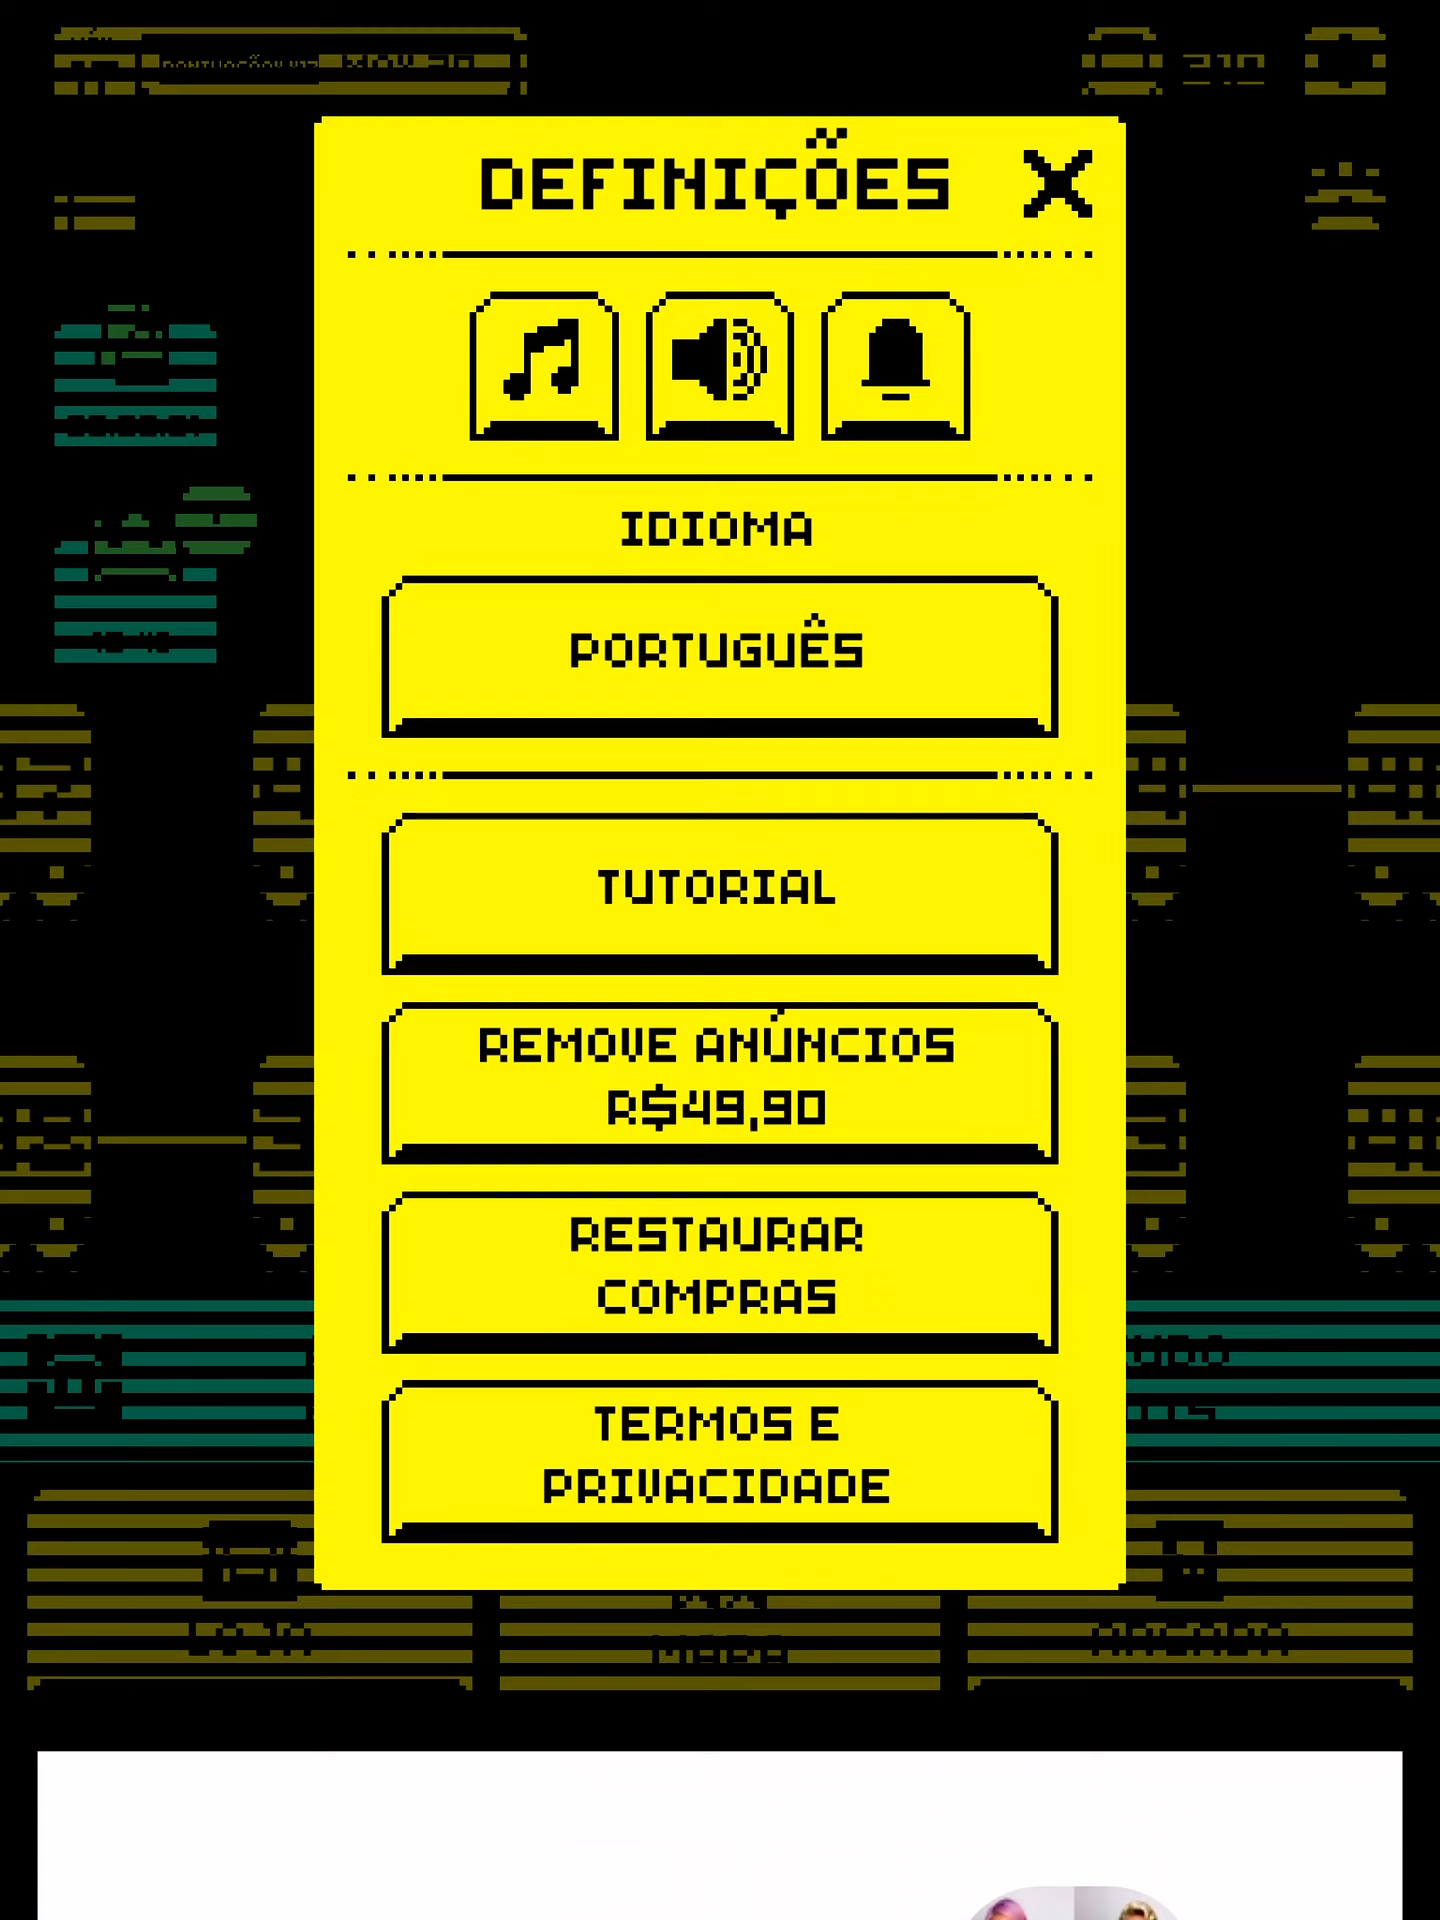 DEFINIÇÕES
IDIOMA
PORTUGUÊS
TUTORIAL
REMOVE ANÚNCIOS
R$49,90
RESTAURAR
COMPRAS
TERMOS E
PRIVACIDADE